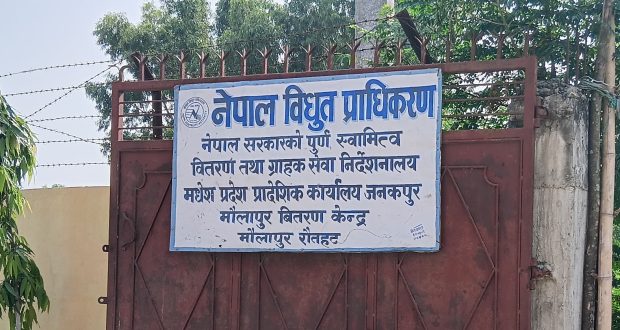 नेपाल विधुत प्राधिकरण
नेपाल सरकारको पुर्ण स्वामित्व
वितरण तथा ग्राहक सेवा निर्देशनालय
मधेश प्रदेश प्रादेशिक कार्यालय जनकपुर
मौलापुर बितरण केन्द्र
मौलापुर रौतहट